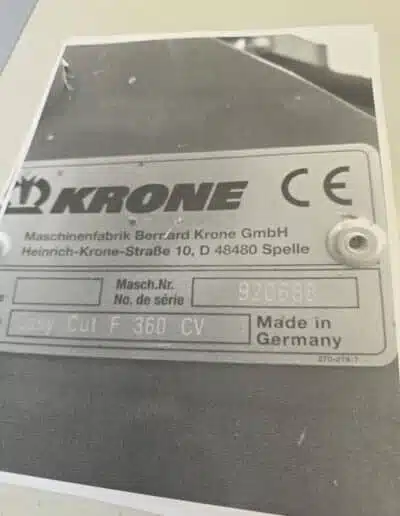 KRONE CE
Maschinenfabrik Bernard Krone GmbH
Heinrich-Krone-Straße 10, D 48480 Spelle
Masch.Nr.
No. de série
920688
Easy Cut F 360 CV
Made in
Germany